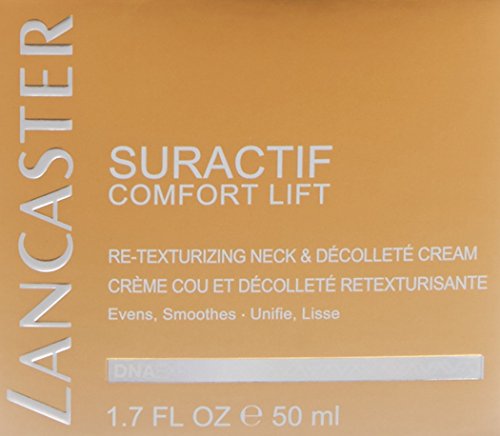 LANCASTER
SURACTIF
COMFORT LIFT
RE-TEXTURIZING NECK & DÉCOLLETÉ CREAM
CRÈME COU ET DÉCOLLETÉ RETEXTURISANTE
Evens, Smoothes · Unifie, Lisse
DNA
1.7 FL OZ ℮ 50 ml